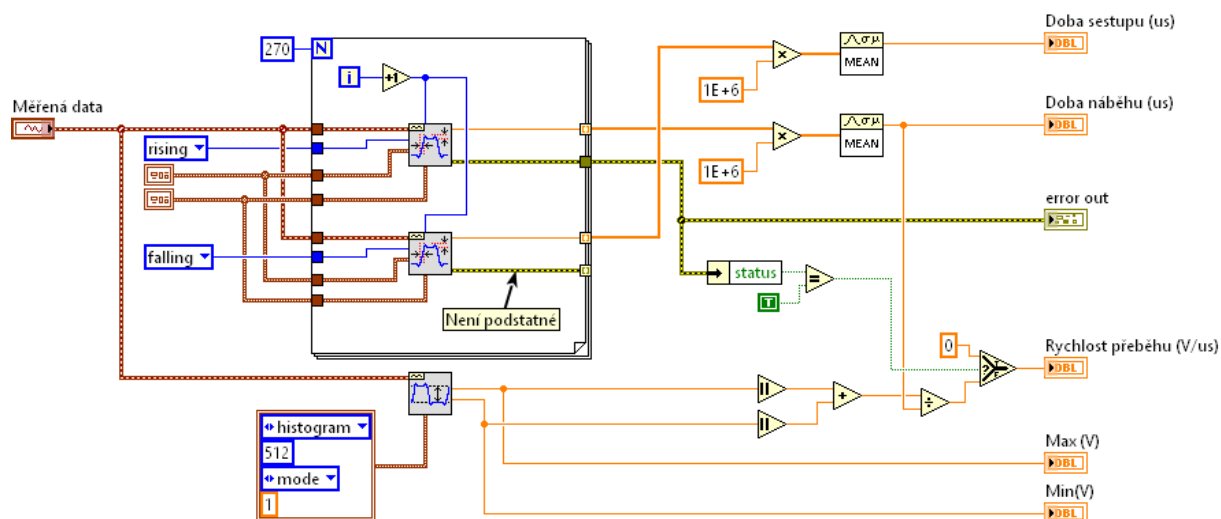 Doba sestupu (us)
DBL
270
N
i
+1
×
MEAN
1E+6
Měřená data
Doba náběhu (us)
DBL
rising
×
MEAN
1E+6
error out
falling
status
=
T
Není podstatné
0
Rychlost přeběhu (V/us)
DBL
?
T
F
+
÷
histogram
512
mode
1
Max (V)
DBL
Min(V)
DBL